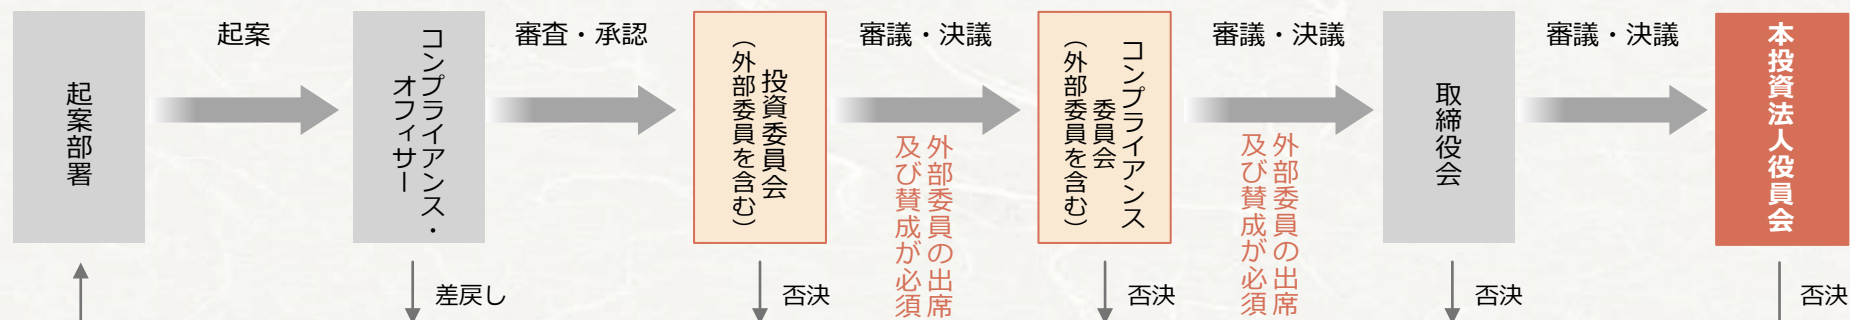 起案部署
起案
コンプライアンス・
オフィサー
審査・承認
投資委員会
（外部委員を含む）
審議・決議
外部委員の出席
及び賛成が必須
コンプライアンス
委員会
（外部委員を含む）
審議・決議
外部委員の出席
及び賛成が必須
取締役会
審議・決議
本投資法人役員会
差戻し
否決
否決
否決
否決